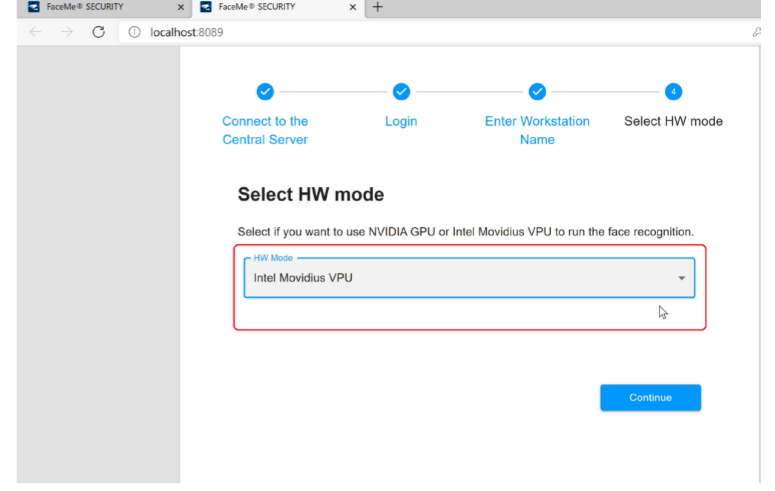 FaceMe® SECURITY
FaceMe® SECURITY
localhost:8089
4
Connect to the
Central Server
Login
Enter Workstation
Name
Select HW mode
Select HW mode
Select if you want to use NVIDIA GPU or Intel Movidius VPU to run the face recognition.
HW Mode
Intel Movidius VPU
Continue